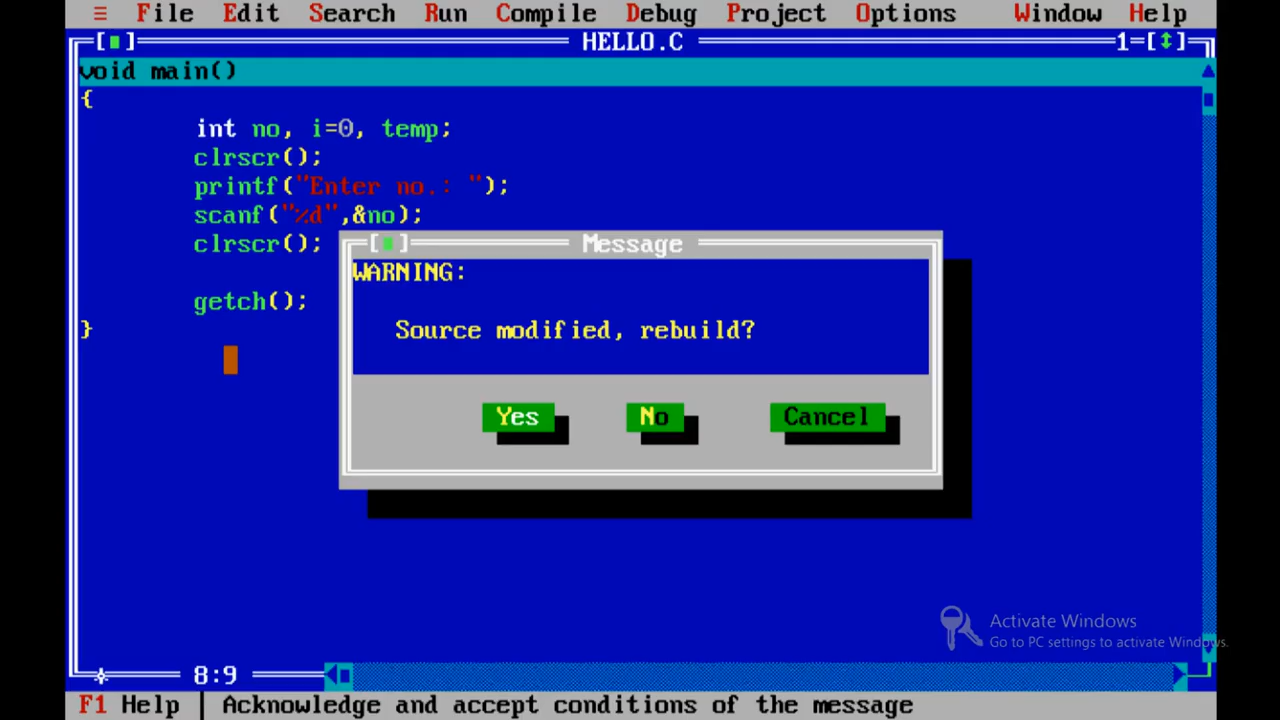 ≡ File Edit Search Run Compile Debug Project Options Window Help
[■] HELLO.C 1=[↕]
void main()
{
int no, i=0, temp;
clrscr();
printf("Enter no.: ");
scanf("%d",&no);
clrscr();
getch();
}
[■] Message
WARNING:
Source modified, rebuild?
Yes No Cancel
Activate Windows
Go to PC settings to activate Windows.
8:9
F1 Help | Acknowledge and accept conditions of the message